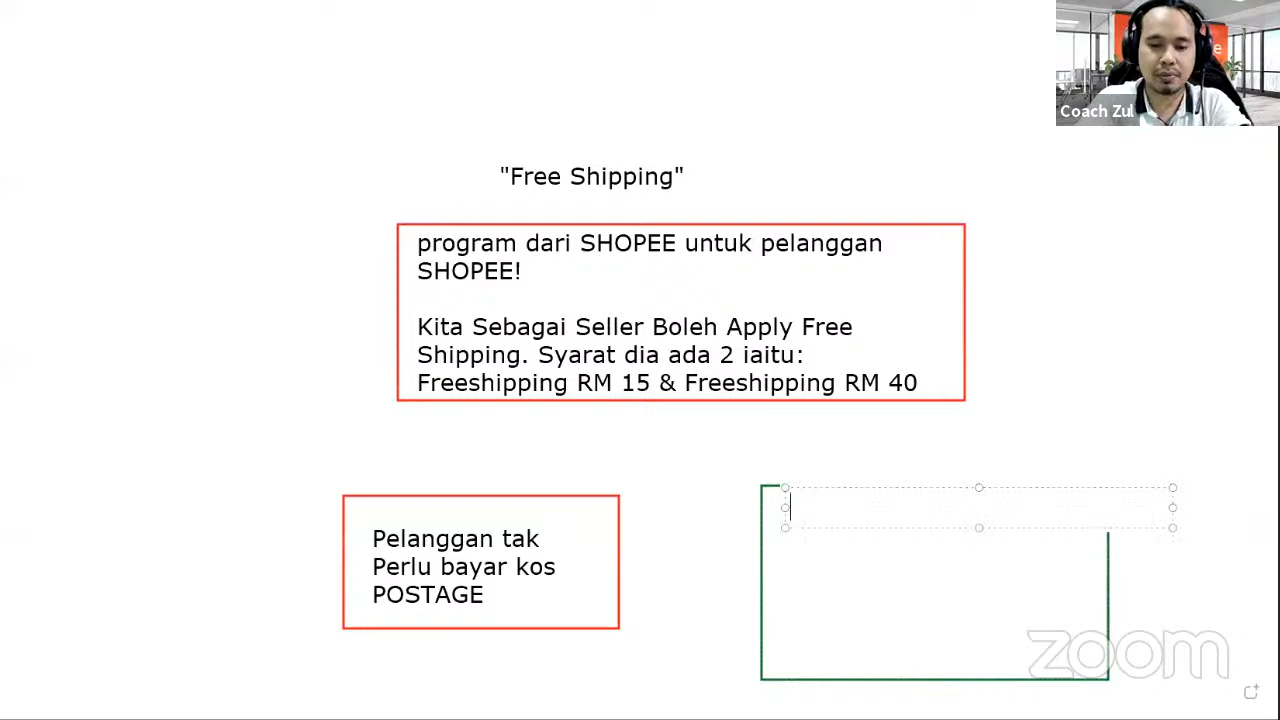 Coach Zul
"Free Shipping"
program dari SHOPEE untuk pelanggan
SHOPEE!
Kita Sebagai Seller Boleh Apply Free
Shipping. Syarat dia ada 2 iaitu:
Freeshipping RM 15 & Freeshipping RM 40
Pelanggan tak
Perlu bayar kos
POSTAGE
zoom